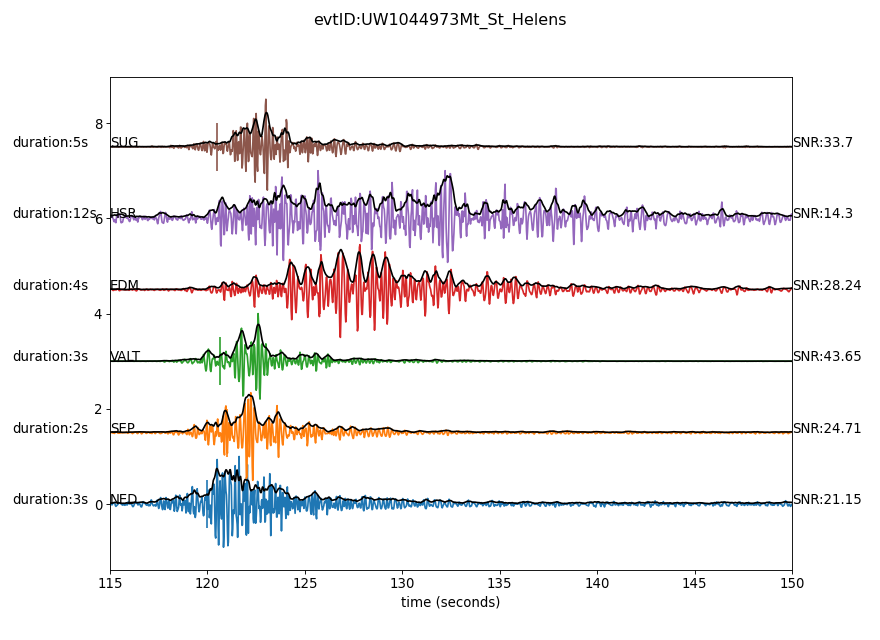 evtID:UW1044973Mt_St_Helens
8
duration:5s SUG SNR:33.7
duration:12s HSR SNR:14.3
6
duration:4s EDM SNR:28.24
4
duration:3s VALT SNR:43.65
2
duration:2s SEP SNR:24.71
duration:3s NED SNR:21.15
0
115 120 125 130 135 140 145 150
time (seconds)